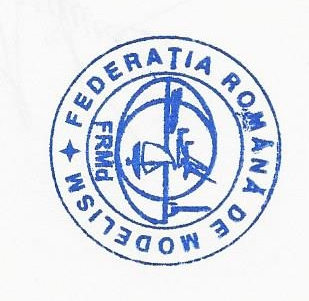 FEDERAȚIA ROMÂNĂ DE MODELISM
FRMd